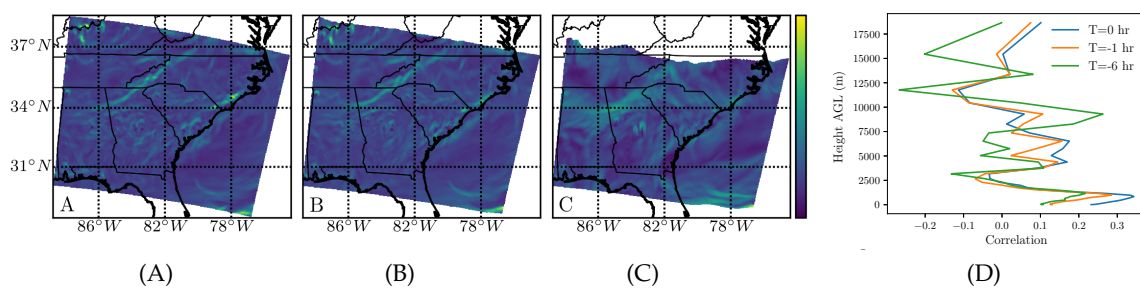 37°N
34°N
31°N
A
86°W 82°W 78°W
B
86°W 82°W 78°W
C
86°W 82°W 78°W
Height AGL (m)
17500
15000
12500
10000
7500
5000
2500
0
T=0 hr
T=-1 hr
T=-6 hr
−0.2 −0.1 0.0 0.1 0.2 0.3
Correlation
(A) (B) (C) (D)